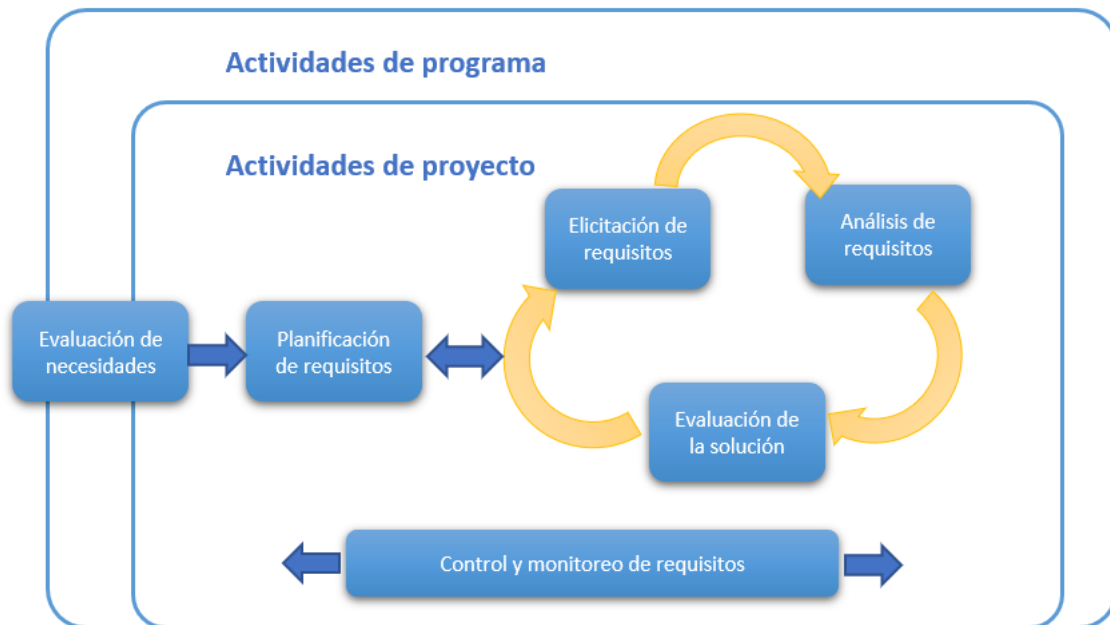 Actividades de programa
Actividades de proyecto
Elicitación de
requisitos
Análisis de
requisitos
Evaluación de
necesidades
Planificación
de requisitos
Evaluación de
la solución
Control y monitoreo de requisitos